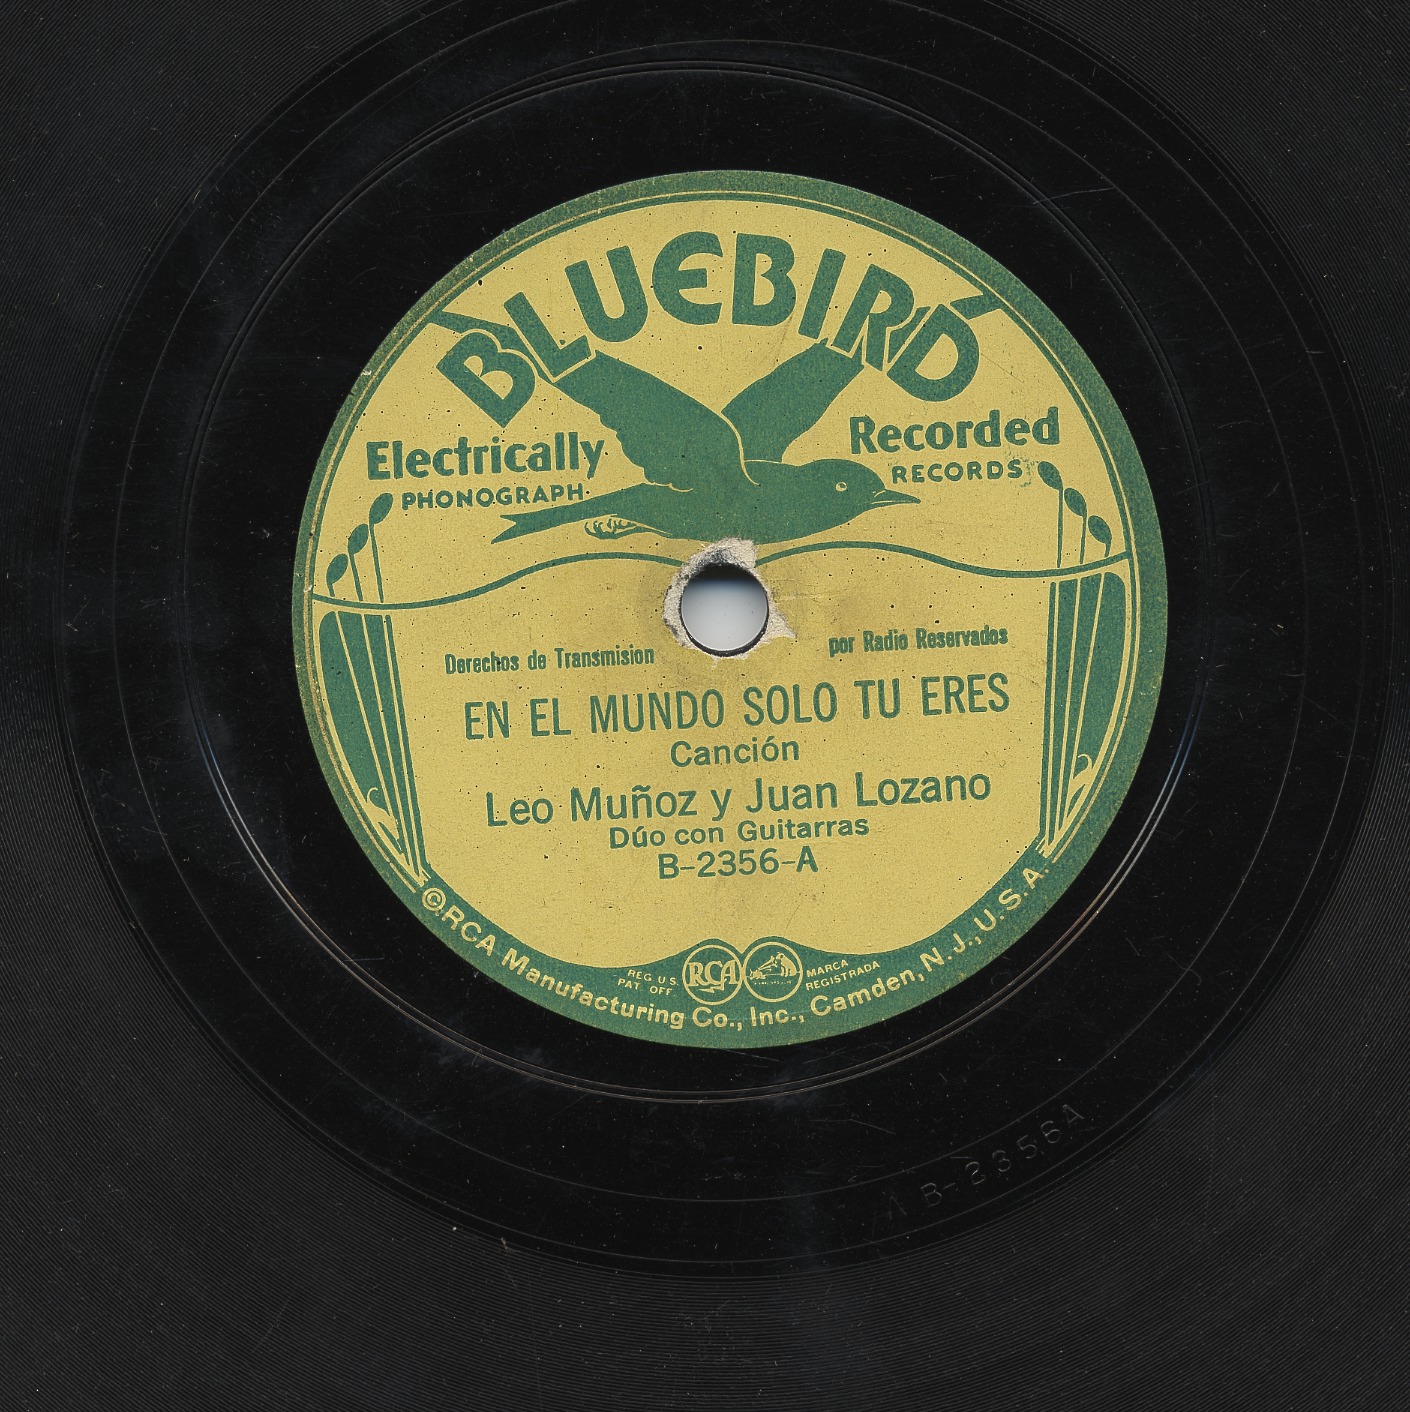 BLUEBIRD
Electrically Recorded
PHONOGRAPH RECORDS
Derechos de Transmision por Radio Reservados
EN EL MUNDO SOLO TU ERES
Canción
Leo Muñoz y Juan Lozano
Dúo con Guitarras
B-2356-A
REG. U.S. PAT. OFF.
RCA
MARCA REGISTRADA
©RCA Manufacturing Co., Inc., Camden, N. J., U.S.A.
B-2356A